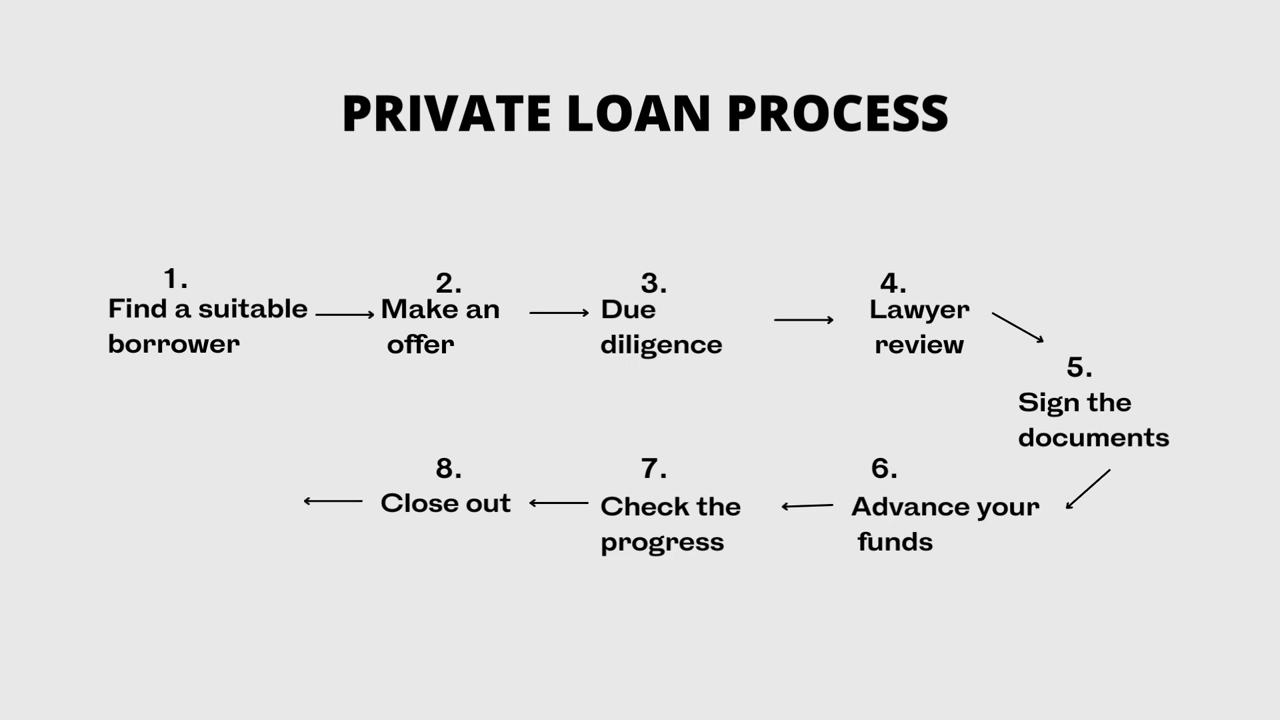 PRIVATE LOAN PROCESS
1.
Find a suitable
borrower
2.
Make an
offer
3.
Due
diligence
4.
Lawyer
review
5.
Sign the
documents
6.
Advance your
funds
7.
Check the
progress
8.
Close out